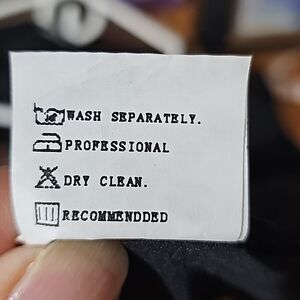 WASH SEPARATELY.
PROFESSIONAL
DRY CLEAN.
RECOMMENDDED